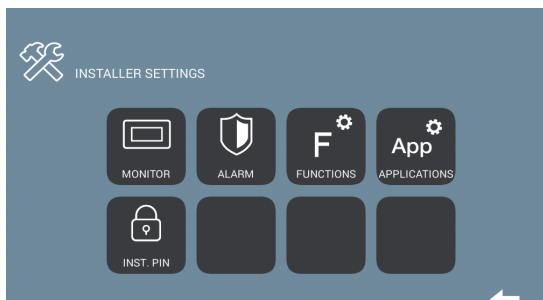 INSTALLER SETTINGS
MONITOR
ALARM
F
FUNCTIONS
App
APPLICATIONS
INST. PIN